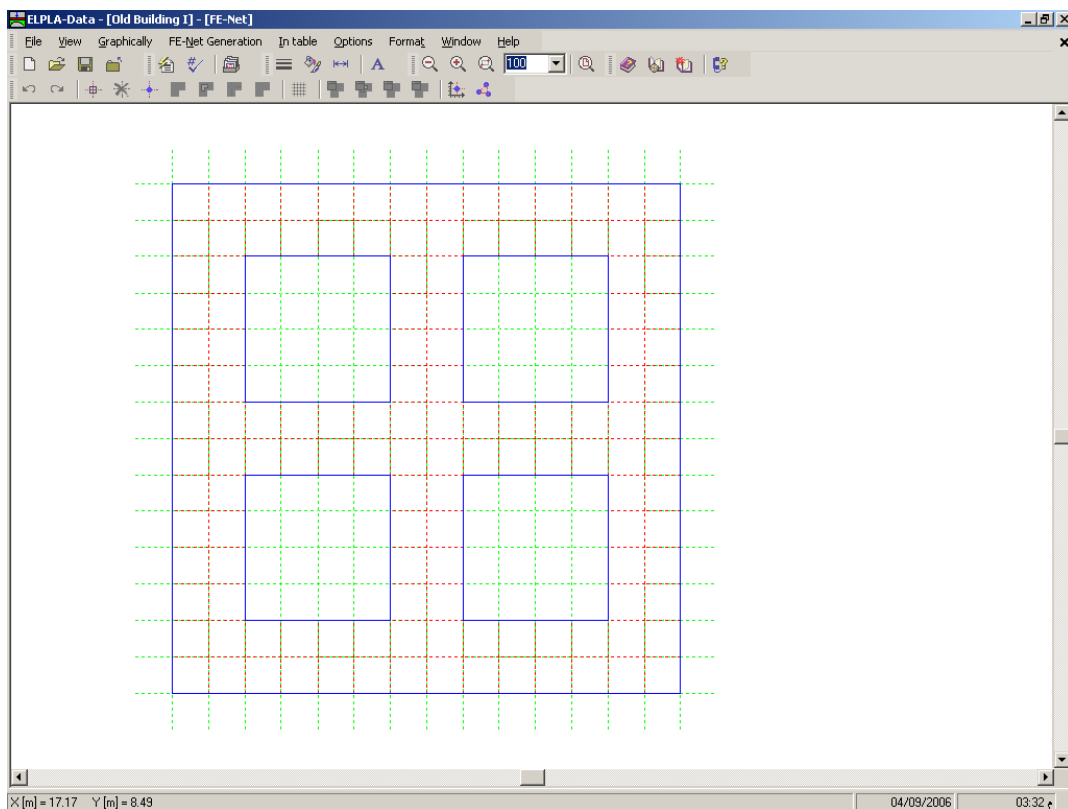 ELPLA-Data - [Old Building I] - [FE-Net]
File View Graphically FE-Net Generation In table Options Format Window Help
A 100
X [m] = 17.17 Y [m] = 8.49 04/09/2006 03:32 م